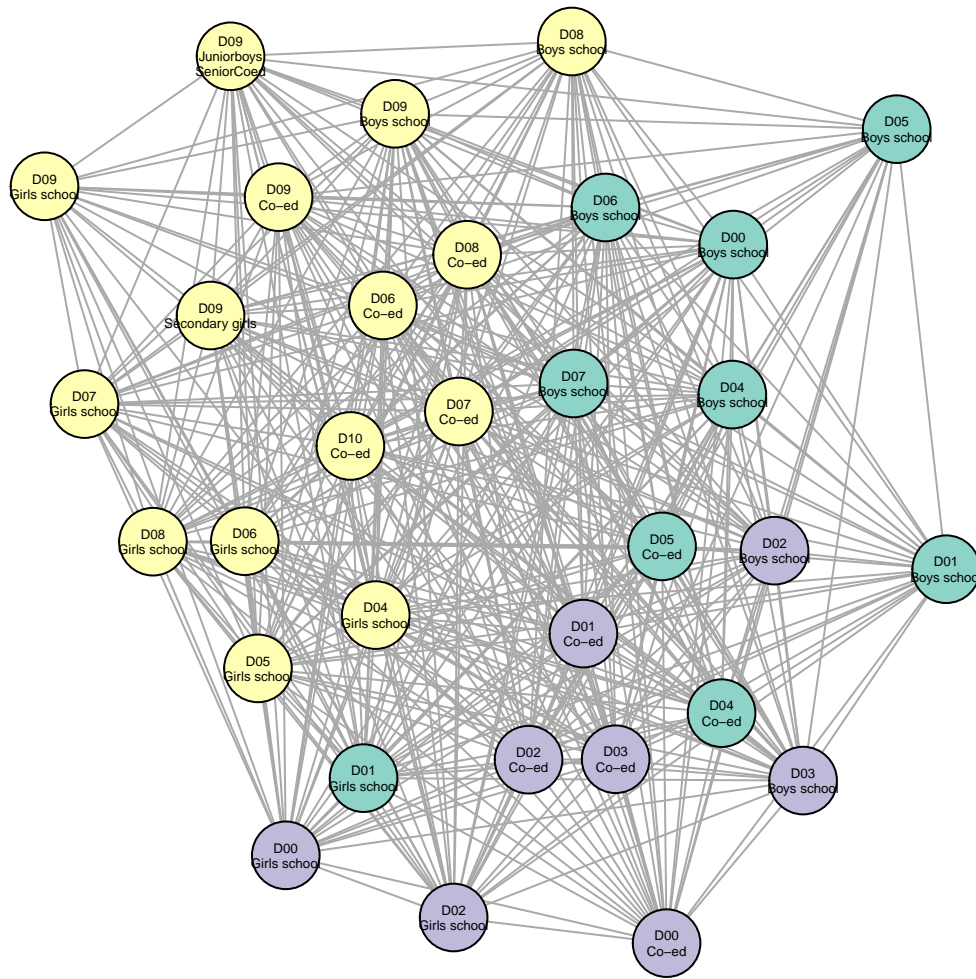 D08
Boys school
D09
Juniorboys
SeniorCoed
D09
Boys school
D05
Boys school
D09
Girls school
D09
Co−ed
D06
Boys school
D00
Boys school
D08
Co−ed
D06
Co−ed
D09
Secondary girls
D07
Boys school
D04
Boys school
D07
Girls school
D07
Co−ed
D10
Co−ed
D08
Girls school
D06
Girls school
D05
Co−ed
D02
Boys school
D01
Boys school
D04
Girls school
D01
Co−ed
D05
Girls school
D04
Co−ed
D02
Co−ed
D03
Co−ed
D01
Girls school
D03
Boys school
D00
Girls school
D02
Girls school
D00
Co−ed